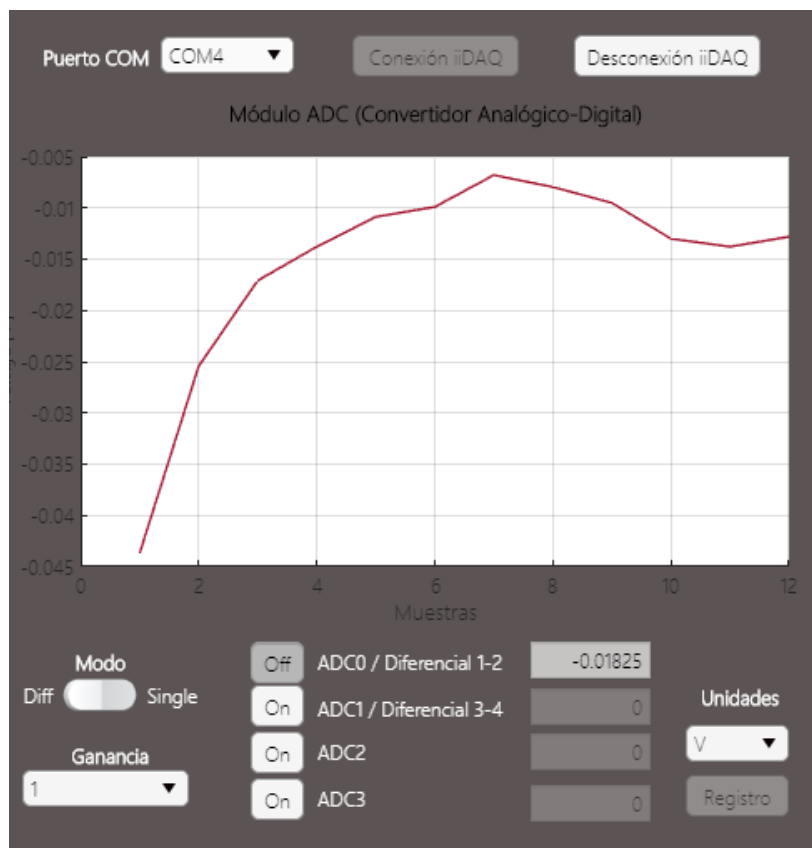 Puerto COM COM4 Conexión iiDAQ Desconexión iiDAQ
Módulo ADC (Convertidor Analógico-Digital)
-0.005
-0.01
-0.015
-0.02
-0.025
-0.03
-0.035
-0.04
-0.045
0 2 4 6 8 10 12
Muestras
Modo
Diff Single
Ganancia
1
Off ADC0 / Diferencial 1-2 -0.01825
On ADC1 / Diferencial 3-4 0
On ADC2 0
On ADC3 0
Unidades
V
Registro